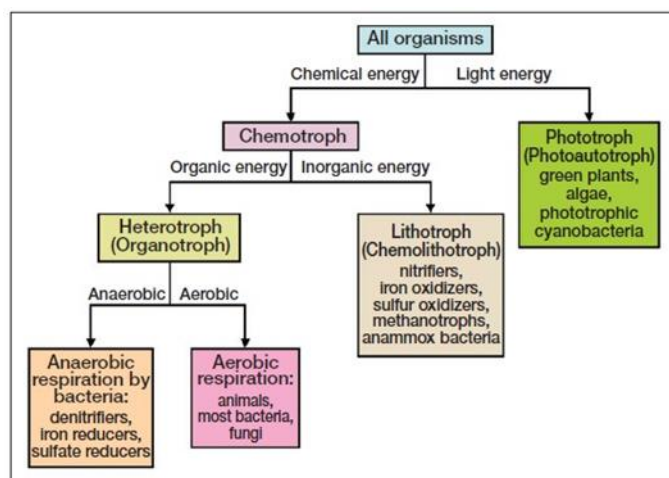 All organisms
Chemical energy
Light energy
Chemotroph
Phototroph
(Photoautotroph)
green plants,
algae,
phototrophic
cyanobacteria
Organic energy
Inorganic energy
Heterotroph
(Organotroph)
Lithotroph
(Chemolithotroph)
nitrifiers,
iron oxidizers,
sulfur oxidizers,
methanotrophs,
anammox bacteria
Anaerobic
Aerobic
Anaerobic
respiration by
bacteria:
denitrifiers,
iron reducers,
sulfate reducers
Aerobic
respiration:
animals,
most bacteria,
fungi